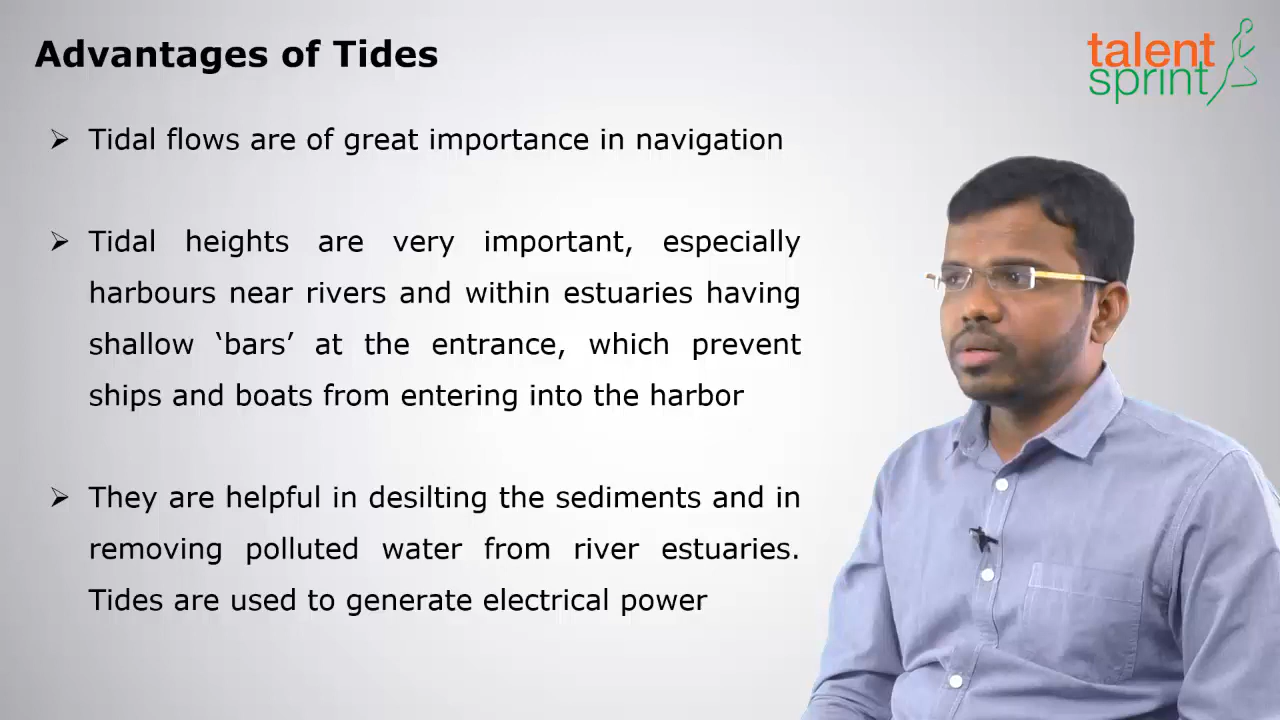 Advantages of Tides
talent
sprint
➢ Tidal flows are of great importance in navigation
➢ Tidal heights are very important, especially
harbours near rivers and within estuaries having
shallow ‘bars’ at the entrance, which prevent
ships and boats from entering into the harbor
➢ They are helpful in desilting the sediments and in
removing polluted water from river estuaries.
Tides are used to generate electrical power